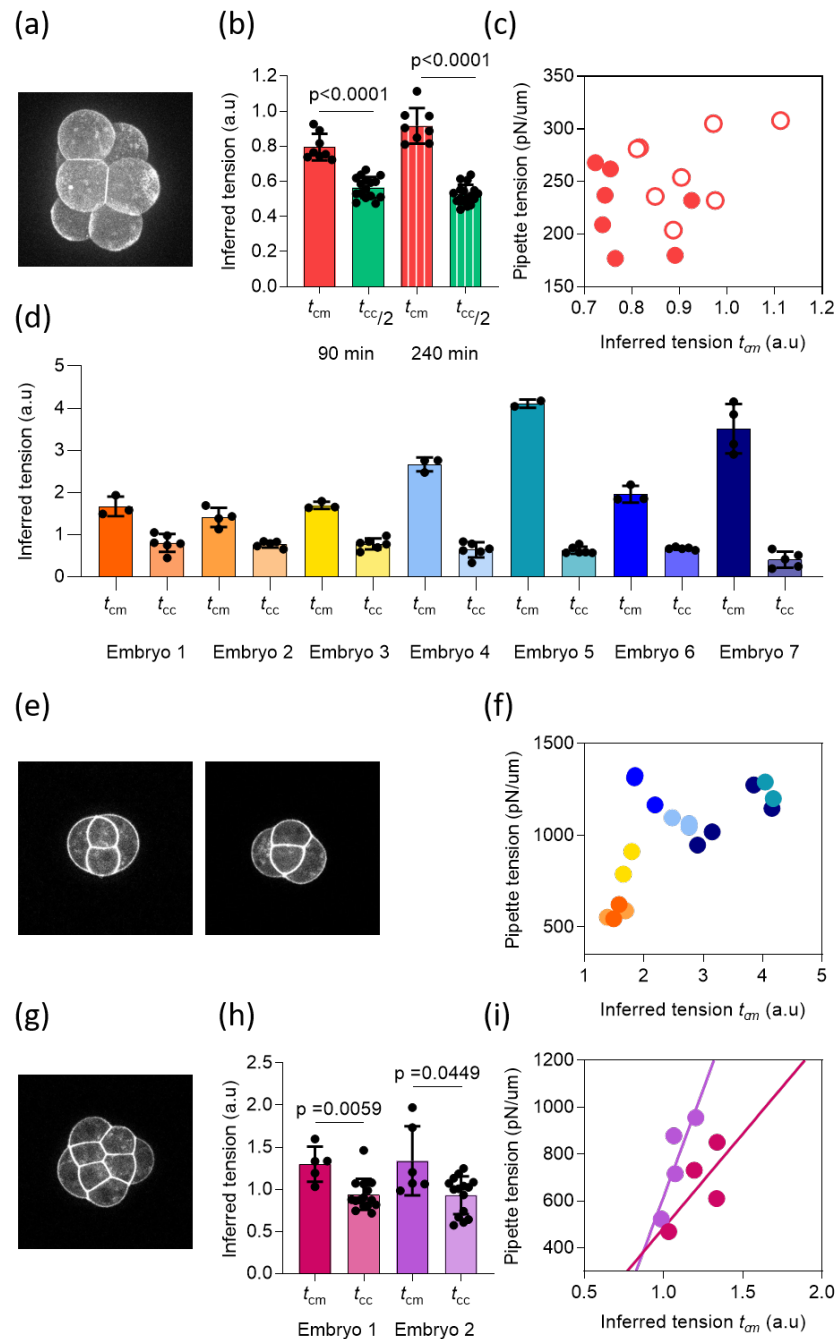 (a)
(b)
(c)
Inferred tension (a.u)
1.2
1.0
0.8
0.6
0.4
0.2
0.0
p<0.0001
p<0.0001
tcm
tcc/2
tcm
tcc/2
90 min
240 min
Pipette tension (pN/um)
350
300
250
200
150
0.7 0.8 0.9 1.0 1.1 1.2
Inferred tension tcm (a.u)
(d)
Inferred tension (a.u)
5
4
3
2
1
0
tcm tcc tcm tcc tcm tcc tcm tcc tcm tcc tcm tcc tcm tcc
Embryo 1 Embryo 2 Embryo 3 Embryo 4 Embryo 5 Embryo 6 Embryo 7
(e)
(f)
Pipette tension (pN/um)
1500
1000
500
1 2 3 4 5
Inferred tension tcm (a.u)
(g)
(h)
(i)
Inferred tension (a.u)
2.5
2.0
1.5
1.0
0.5
0.0
p =0.0059
p =0.0449
tcm tcc tcm tcc
Embryo 1 Embryo 2
Pipette tension (pN/um)
1200
1000
800
600
400
0.5 1.0 1.5 2.0
Inferred tension tcm (a.u)